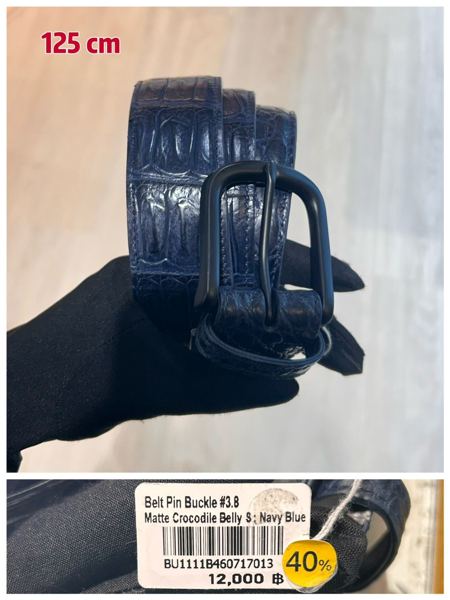 125 cm
Belt Pin Buckle #3.8
Matte Crocodile Belly S : Navy Blue
BU1111B460717013
12,000 ฿
40%